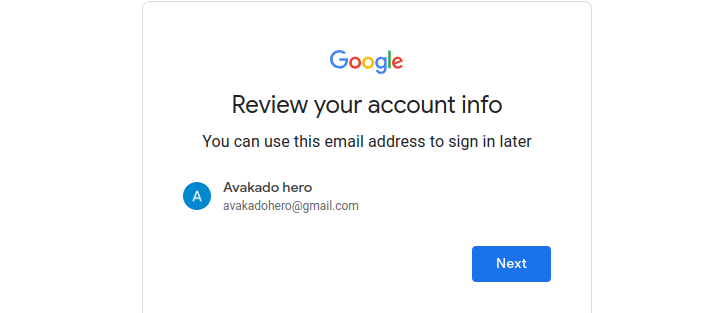 Google
Review your account info
You can use this email address to sign in later
A
Avakado hero
avakadohero@gmail.com
Next